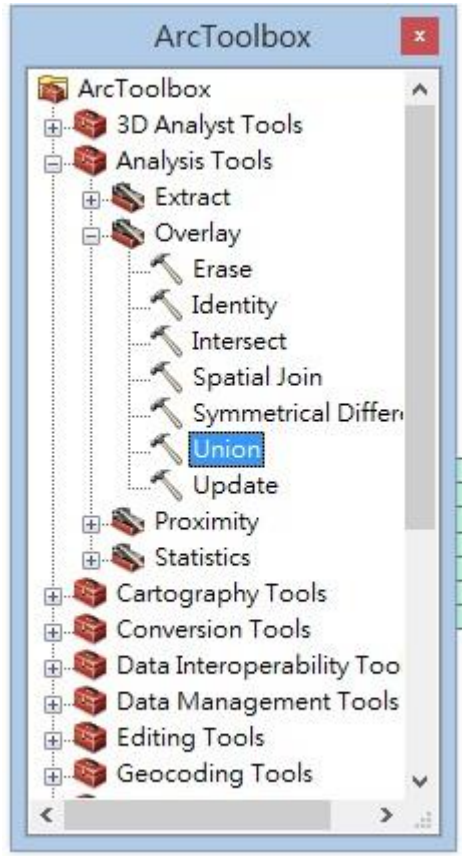 ArcToolbox
ArcToolbox
3D Analyst Tools
Analysis Tools
Extract
Overlay
Erase
Identity
Intersect
Spatial Join
Symmetrical Differ
Union
Update
Proximity
Statistics
Cartography Tools
Conversion Tools
Data Interoperability Too
Data Management Tools
Editing Tools
Geocoding Tools